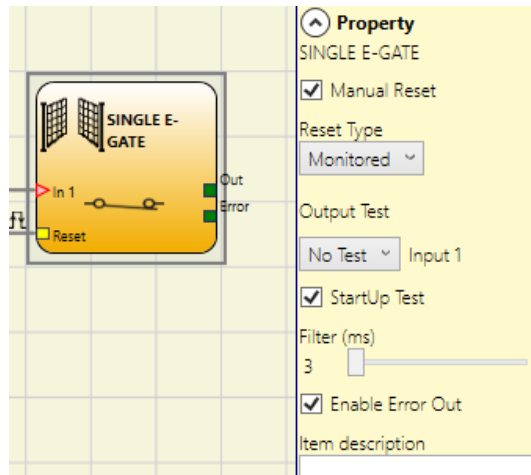 SINGLE E-
GATE
In 1
Reset
Out
Error
Property
SINGLE E-GATE
Manual Reset
Reset Type
Monitored
Output Test
No Test Input 1
StartUp Test
Filter (ms)
3
Enable Error Out
Item description